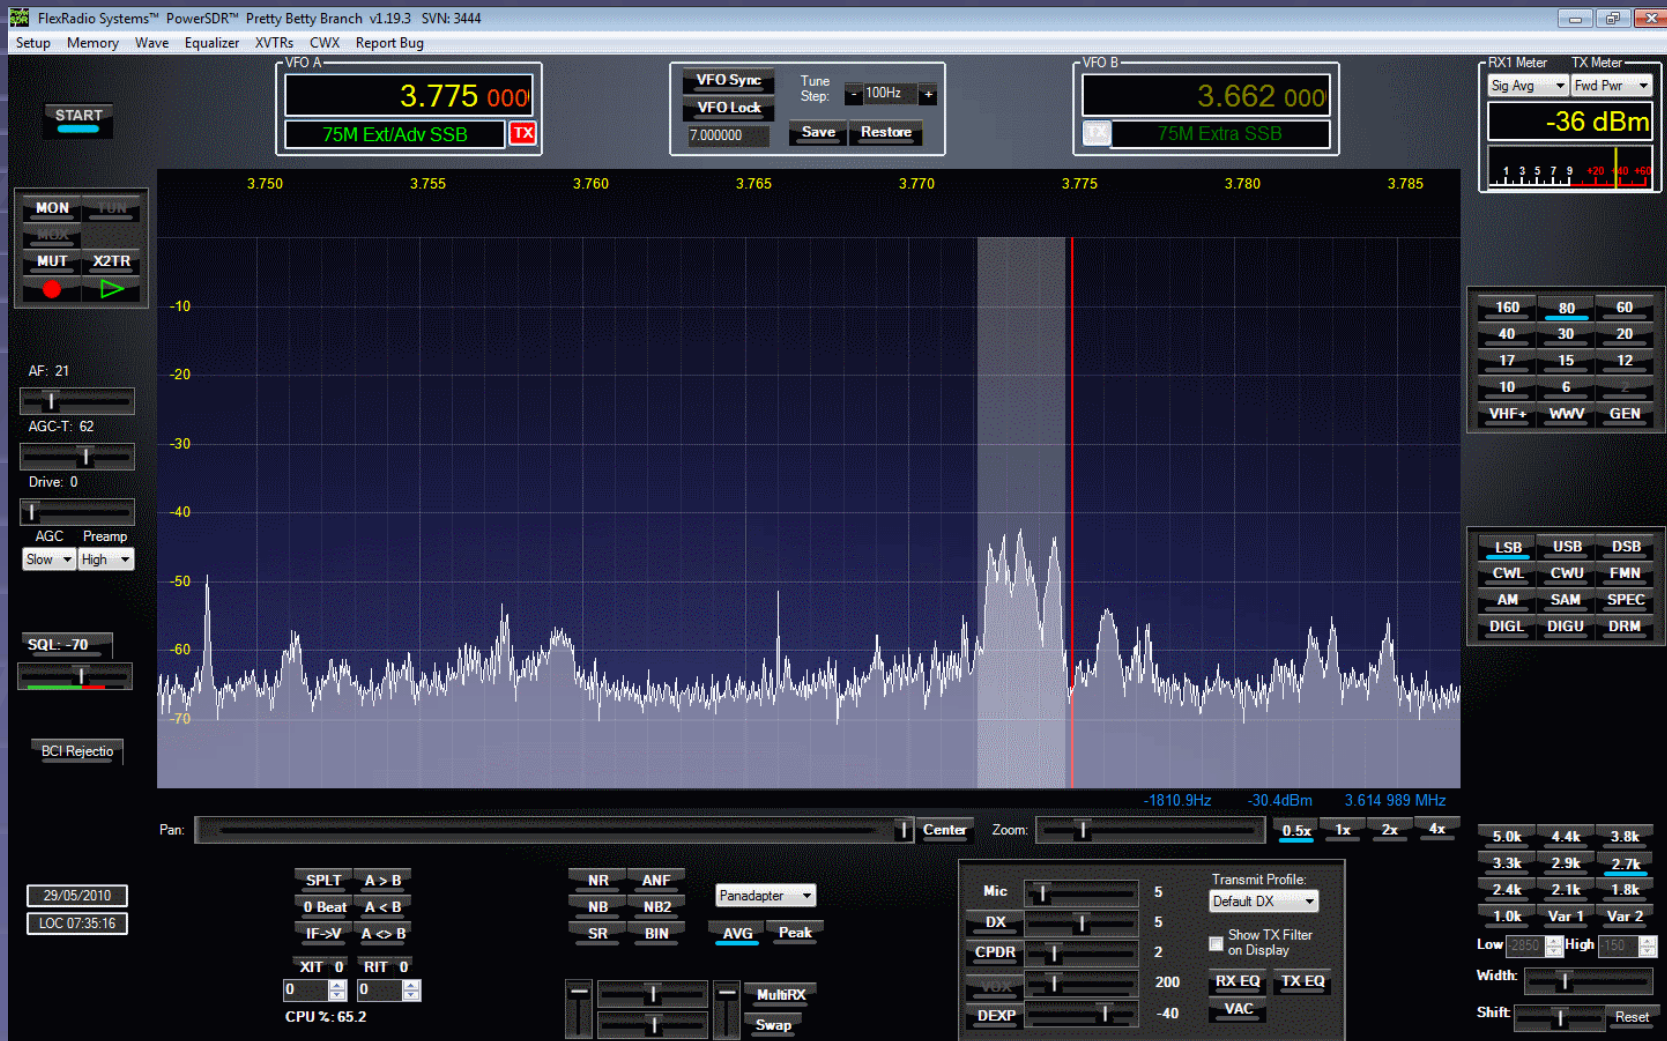 FlexRadio Systems™ PowerSDR™ Pretty Betty Branch v1.19.3 SVN: 3444
Setup Memory Wave Equalizer XVTRs CWX Report Bug
START
VFO A
3.775 000
75M Ext/Adv SSB TX
VFO Sync
VFO Lock
7.000000
Tune Step: - 100Hz +
Save Restore
VFO B
3.662 000
TX 75M Extra SSB
RX1 Meter TX Meter
Sig Avg Fwd Pwr
-36 dBm
1 3 5 7 9 +20 +40 +60
MON TUN
MOX
MUT X2TR
3.750 3.755 3.760 3.765 3.770 3.775 3.780 3.785
-10
-20
-30
-40
-50
-60
-70
AF: 21
AGC-T: 62
Drive: 0
AGC Preamp
Slow High
SQL: -70
BCI Rejectio
160 80 60
40 30 20
17 15 12
10 6 2
VHF+ WWV GEN
LSB USB DSB
CWL CWU FMN
AM SAM SPEC
DIGL DIGU DRM
-1810.9Hz -30.4dBm 3.614 989 MHz
Pan: Center Zoom: 0.5x 1x 2x 4x
29/05/2010
LOC 07:35:16
SPLT A > B
0 Beat A < B
IF->V A <> B
XIT 0 RIT 0
0 0
CPU %: 65.2
NR ANF
NB NB2
SR BIN
Panadapter
AVG Peak
MultiRX
Swap
Mic 5
DX 5
CPDR 2
VOX 200
DEXP -40
Transmit Profile:
Default DX
Show TX Filter
on Display
RX EQ TX EQ
VAC
5.0k 4.4k 3.8k
3.3k 2.9k 2.7k
2.4k 2.1k 1.8k
1.0k Var 1 Var 2
Low -2850 High -150
Width:
Shift: Reset